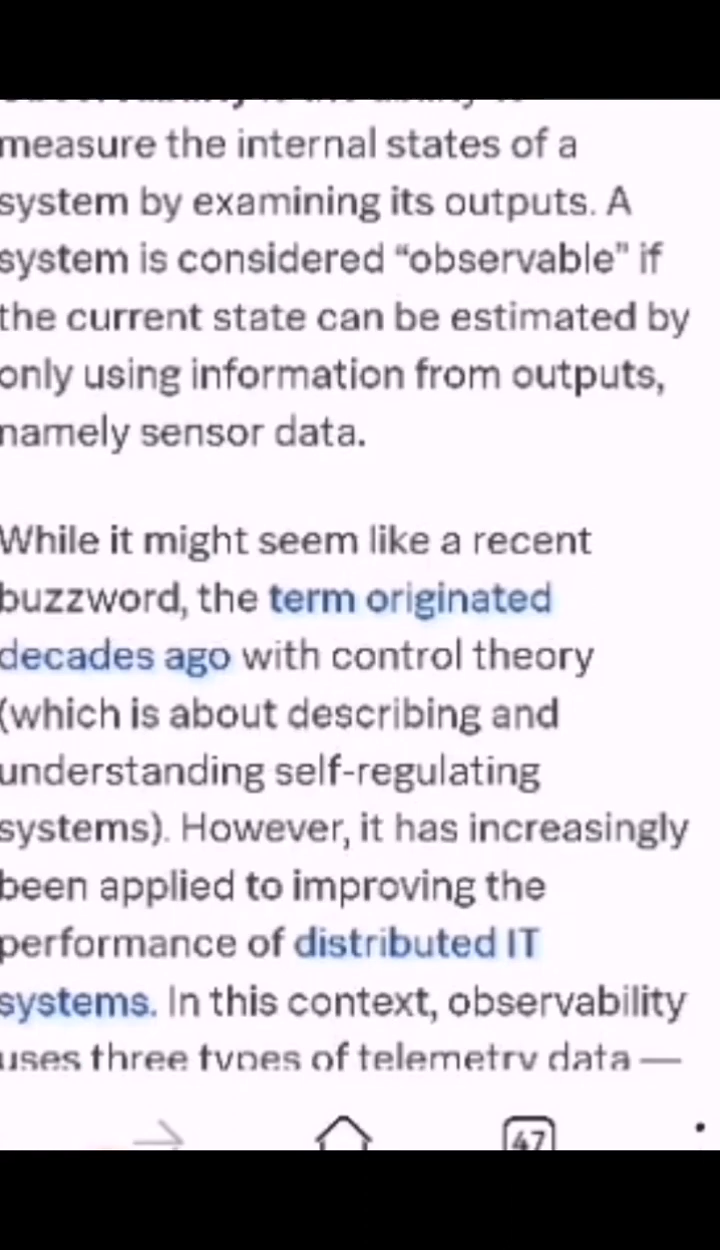 measure the internal states of a
system by examining its outputs. A
system is considered “observable” if
the current state can be estimated by
only using information from outputs,
namely sensor data.
While it might seem like a recent
buzzword, the term originated
decades ago with control theory
(which is about describing and
understanding self-regulating
systems). However, it has increasingly
been applied to improving the
performance of distributed IT
systems. In this context, observability
uses three types of telemetry data —
47